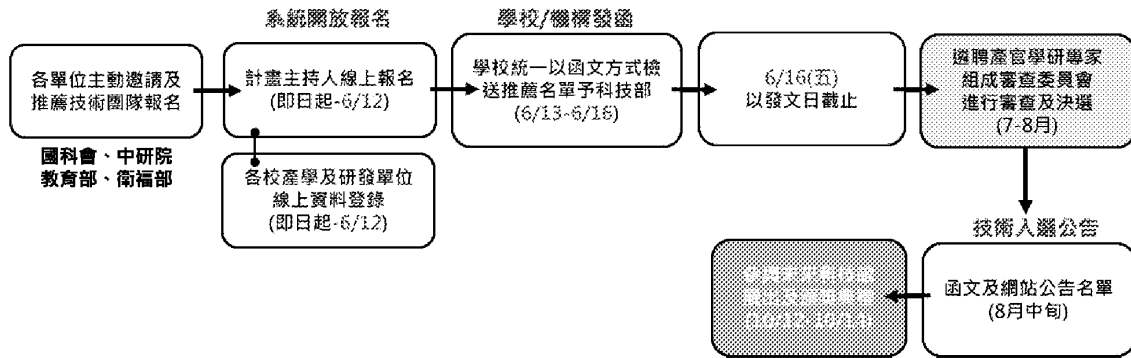 系統開放報名
學校/機構發函
各單位主動邀請及
推薦技術團隊報名
國科會、中研院
教育部、衛福部
計畫主持人線上報名
(即日起-6/12)
各校產學及研發單位
線上資料登錄
(即日起-6/12)
學校統一以函文方式檢
送推薦名單予科技部
(6/13-6/16)
6/16(五)
以發文日截止
遴聘產官學研專家
組成審查委員會
進行審查及決選
(7-8月)
技術入選公告
函文及網站公告名單
(8月中旬)